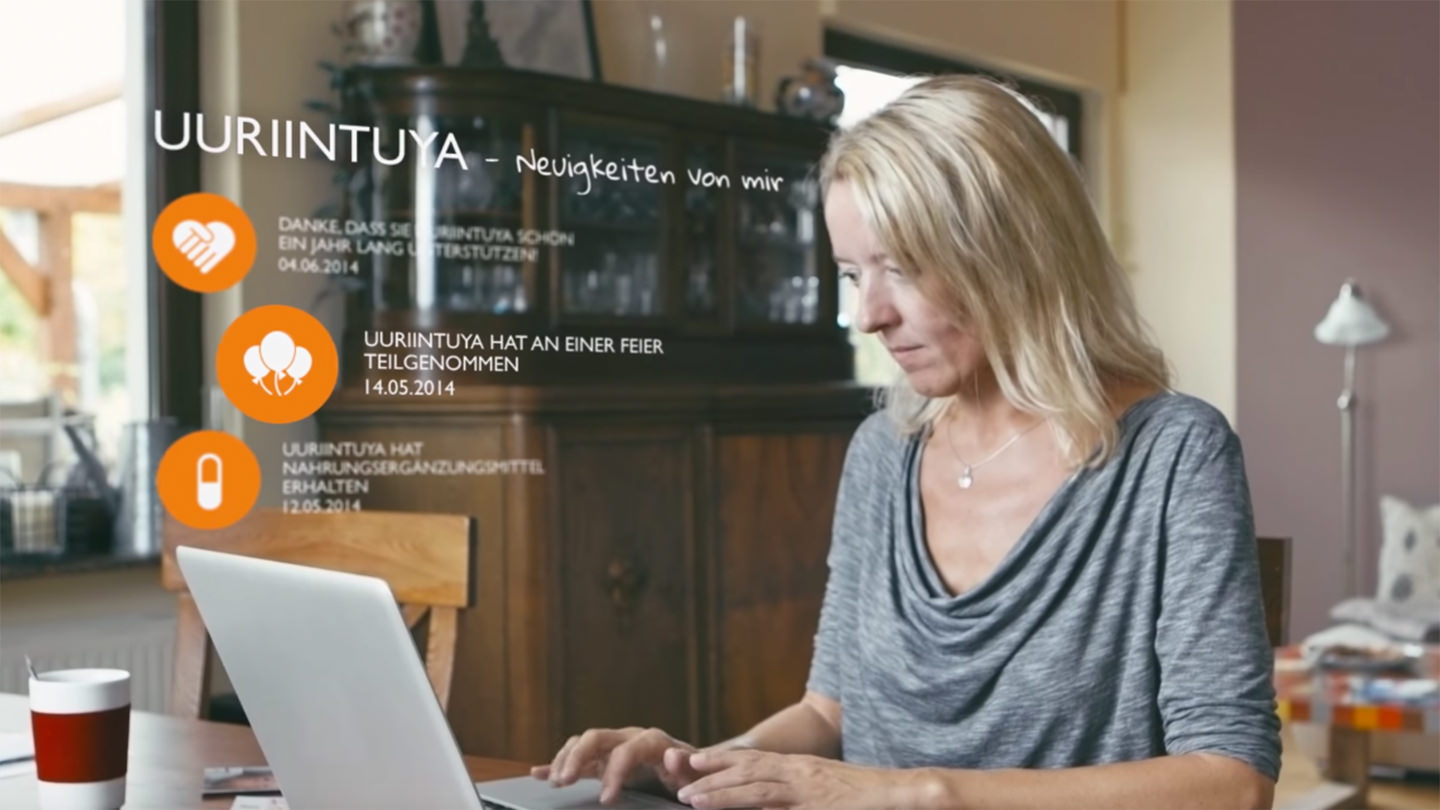 UURIINTUYA - Neuigkeiten von mir
DANKE, DASS SIE UURIINTUYA SCHON
EIN JAHR LANG UNTERSTÜTZEN!
04.06.2014
UURIINTUYA HAT AN EINER FEIER
TEILGENOMMEN
14.05.2014
UURIINTUYA HAT
NAHRUNGSERGÄNZUNGSMITTEL
ERHALTEN
12.05.2014